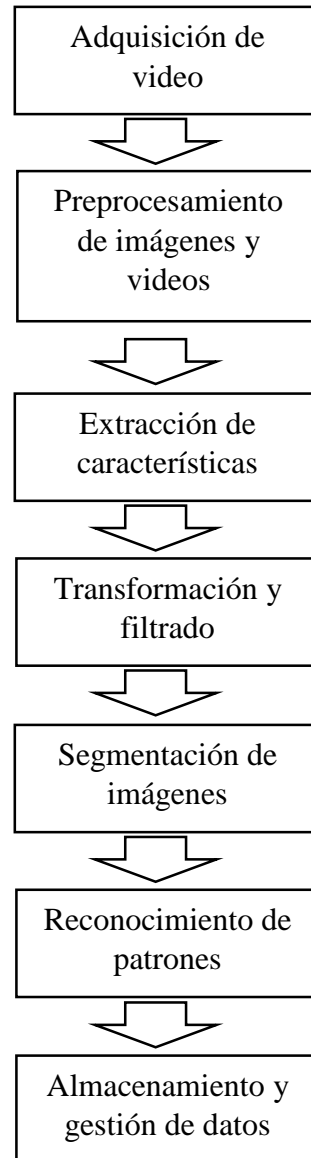 Adquisición de
video
Preprocesamiento
de imágenes y
videos
Extracción de
características
Transformación y
filtrado
Segmentación de
imágenes
Reconocimiento de
patrones
Almacenamiento y
gestión de datos